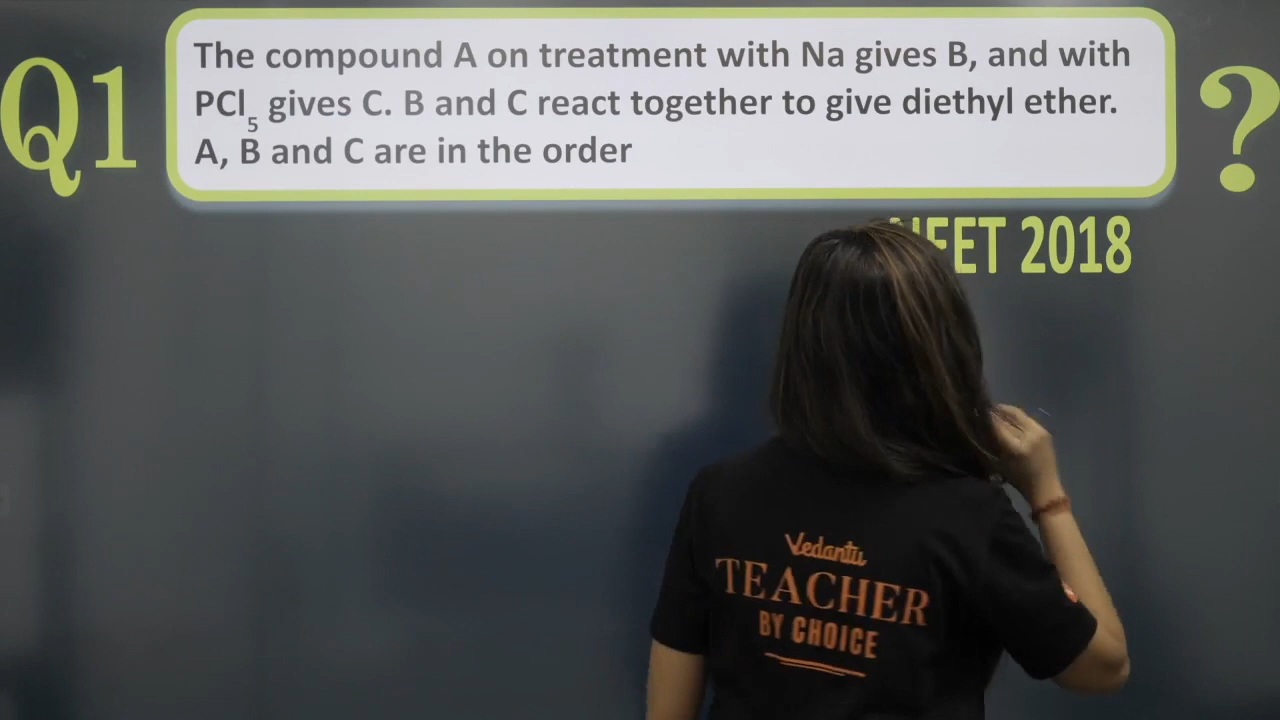 Q1
The compound A on treatment with Na gives B, and with
PCl5 gives C. B and C react together to give diethyl ether.
A, B and C are in the order
?
NEET 2018
Vedantu
TEACHER
BY CHOICE